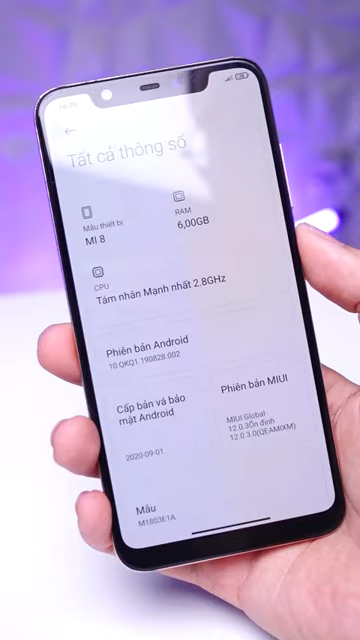 Tất cả thông số
Mẫu thiết bị
MI 8
RAM
6,00GB
CPU
Tám nhân Mạnh nhất 2.8GHz
Phiên bản Android
10 QKQ1.190828.002
Cấp bản vá bảo
mật Android
2020-09-01
Phiên bản MIUI
MIUI Global
12.0.3Ổn định
12.0.3.0(QEAMIXM)
Mẫu
M1803E1A